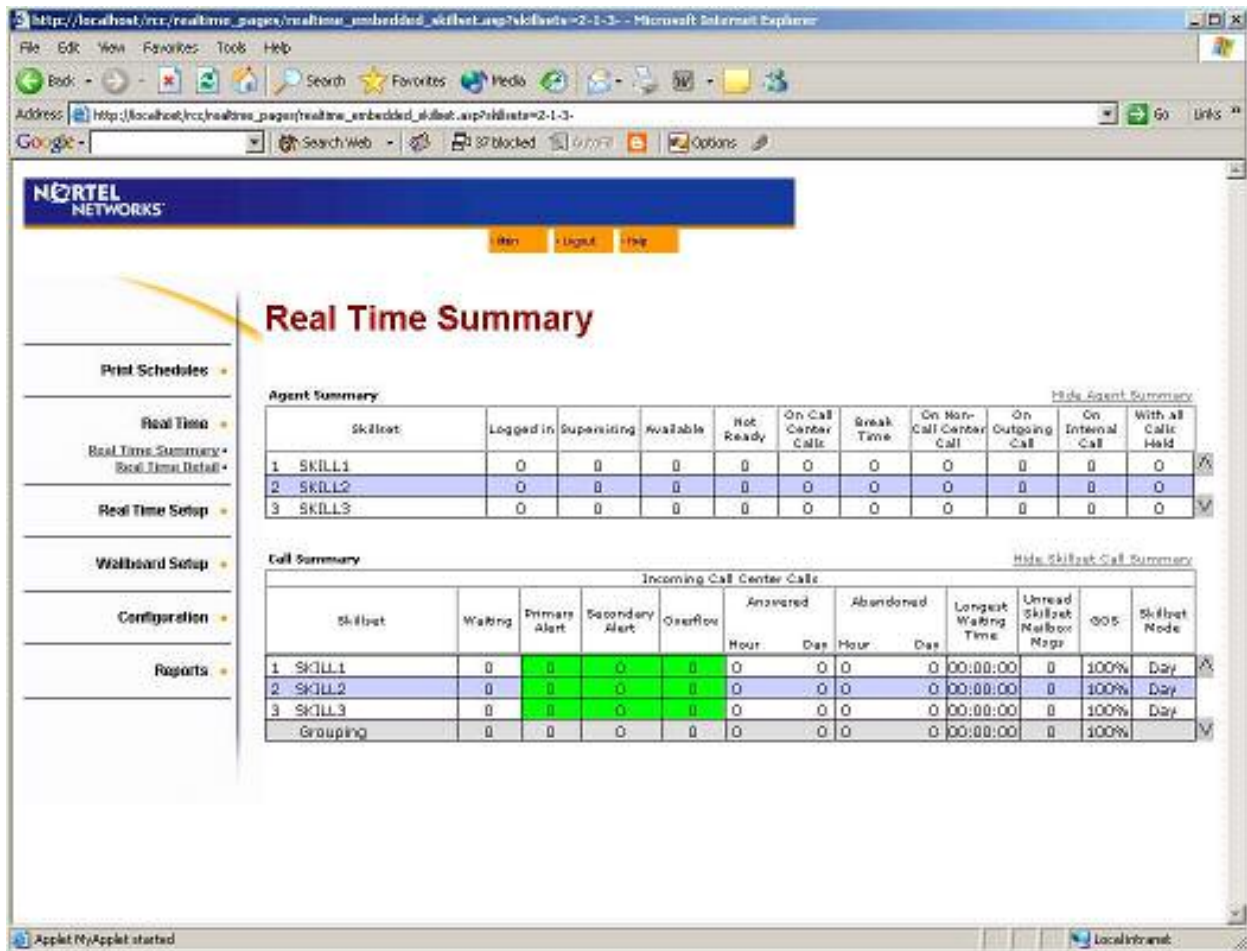 http://localhost/rcc/realtime_pages/realtime_embedded_skillset.asp?skillsets=2-1-3- - Microsoft Internet Explorer
File Edit View Favorites Tools Help
Back Search Favorites Media
Address http://localhost/rcc/realtime_pages/realtime_embedded_skillset.asp?skillsets=2-1-3- Go Links »
Google Search Web 37 blocked AutoFill Options
NORTEL
NETWORKS
Main Logout Help
Real Time Summary
Print Schedules
Real Time
Real Time Summary
Real Time Detail
Real Time Setup
Wallboard Setup
Configuration
Reports
Agent Summary Hide Agent Summary
Skillset Logged in Supervising Available Not Ready On Call Center Calls Break Time On Non-Call Center Call On Outgoing Call On Internal Call With all Calls Held
1 SKILL1 0 0 0 0 0 0 0 0 0 0
2 SKILL2 0 0 0 0 0 0 0 0 0 0
3 SKILL3 0 0 0 0 0 0 0 0 0 0
Call Summary Hide Skillset Call Summary
Incoming Call Center Calls
Skillset Waiting Primary Alert Secondary Alert Overflow Answered Hour Day Abandoned Hour Day Longest Waiting Time Unread Skillset Mailbox Msgs GOS Skillset Mode
1 SKILL1 0 0 0 0 0 0 0 0 00:00:00 0 100% Day
2 SKILL2 0 0 0 0 0 0 0 0 00:00:00 0 100% Day
3 SKILL3 0 0 0 0 0 0 0 0 00:00:00 0 100% Day
Grouping 0 0 0 0 0 0 0 0 00:00:00 0 100%
Applet MyApplet started Local intranet